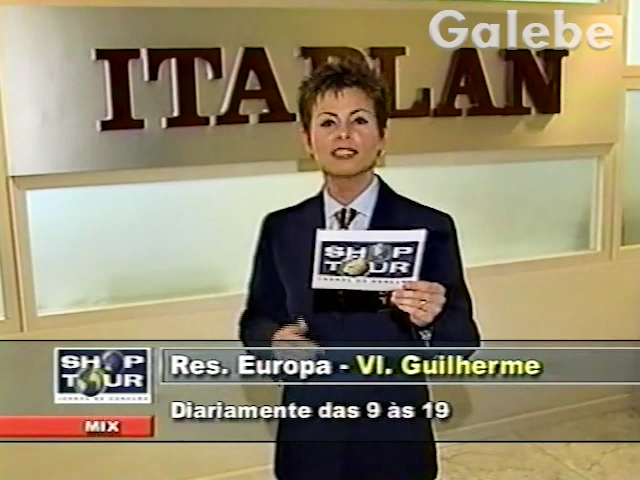 Galebe
ITAPLAN
SHOP
TOUR
SHOP
TOUR
Res. Europa - Vl. Guilherme
Diariamente das 9 às 19
MIX